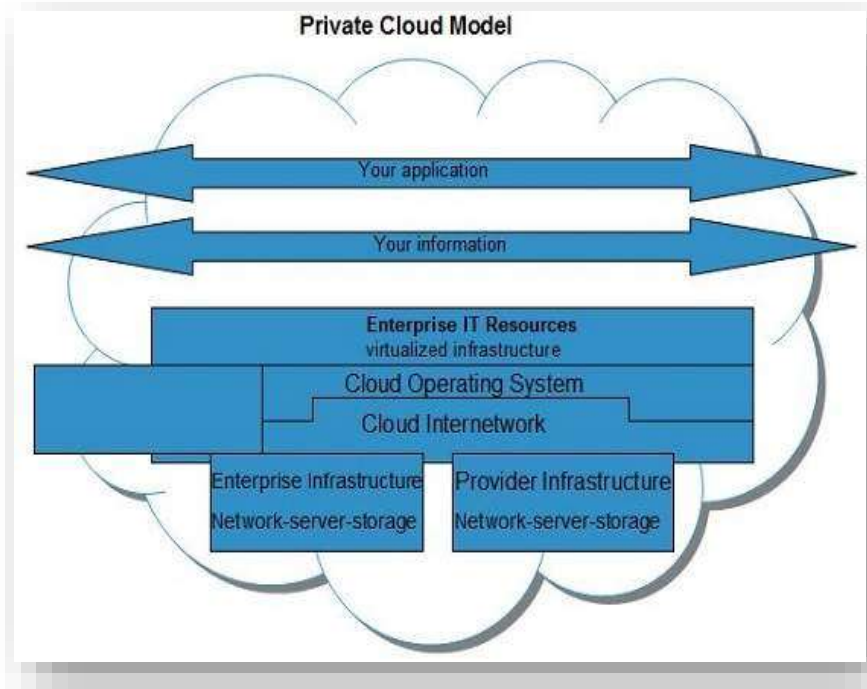 Private Cloud Model
Your application
Your information
Enterprise IT Resources
virtualized infrastructure
Cloud Operating System
Cloud Internetwork
Enterprise Infrastructure
Network-server-storage
Provider Infrastructure
Network-server-storage